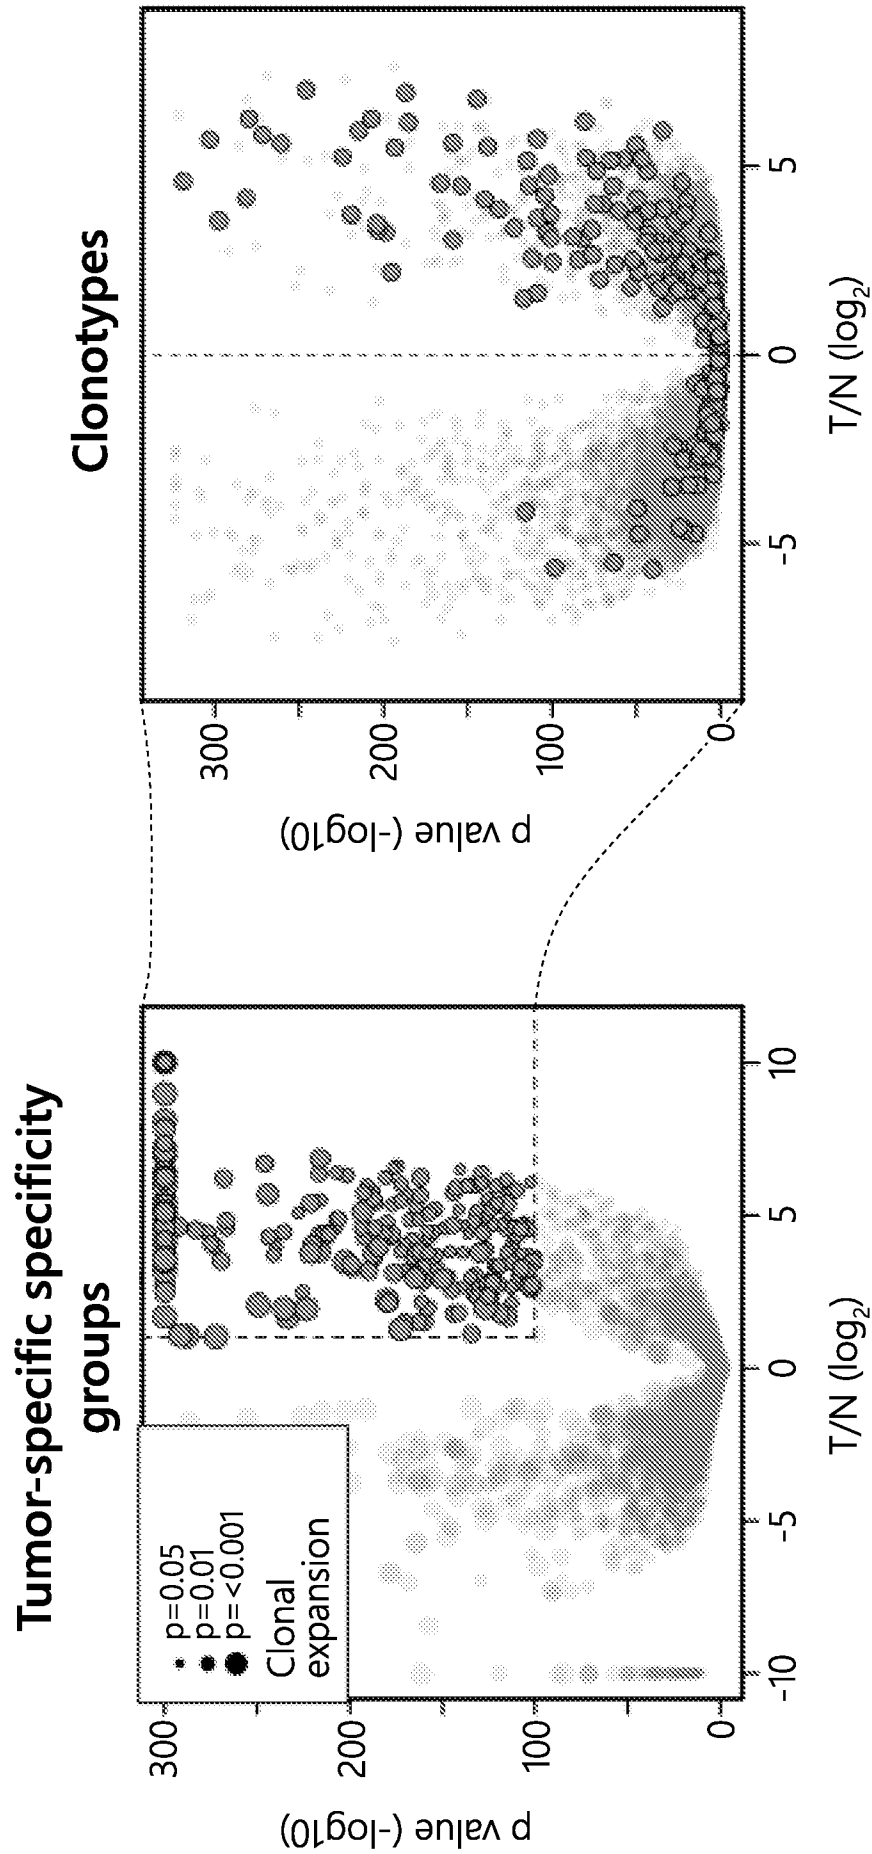 Tumor-specific specificity
groups
p value (-log10)
300
200
100
0
p=0.05
p=0.01
p=<0.001
Clonal
expansion
-10
-5
0
5
10
T/N (log2)
Clonotypes
p value (-log10)
300
200
100
0
-5
0
5
T/N (log2)